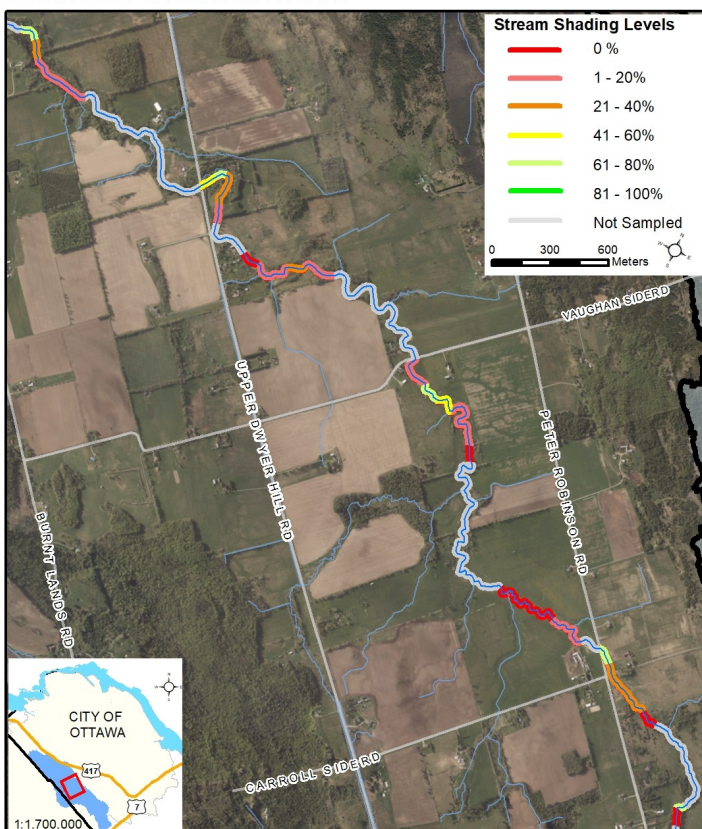 Stream Shading Levels
0 %
1 - 20%
21 - 40%
41 - 60%
61 - 80%
81 - 100%
Not Sampled
0 300 600
Meters
VAUGHAN SIDERD
UPPER DWYER HILL RD
PETER ROBINSON RD
BURNT LANDS RD
CARROLL SIDERD
CITY OF
OTTAWA
417
7
1:1,700,000